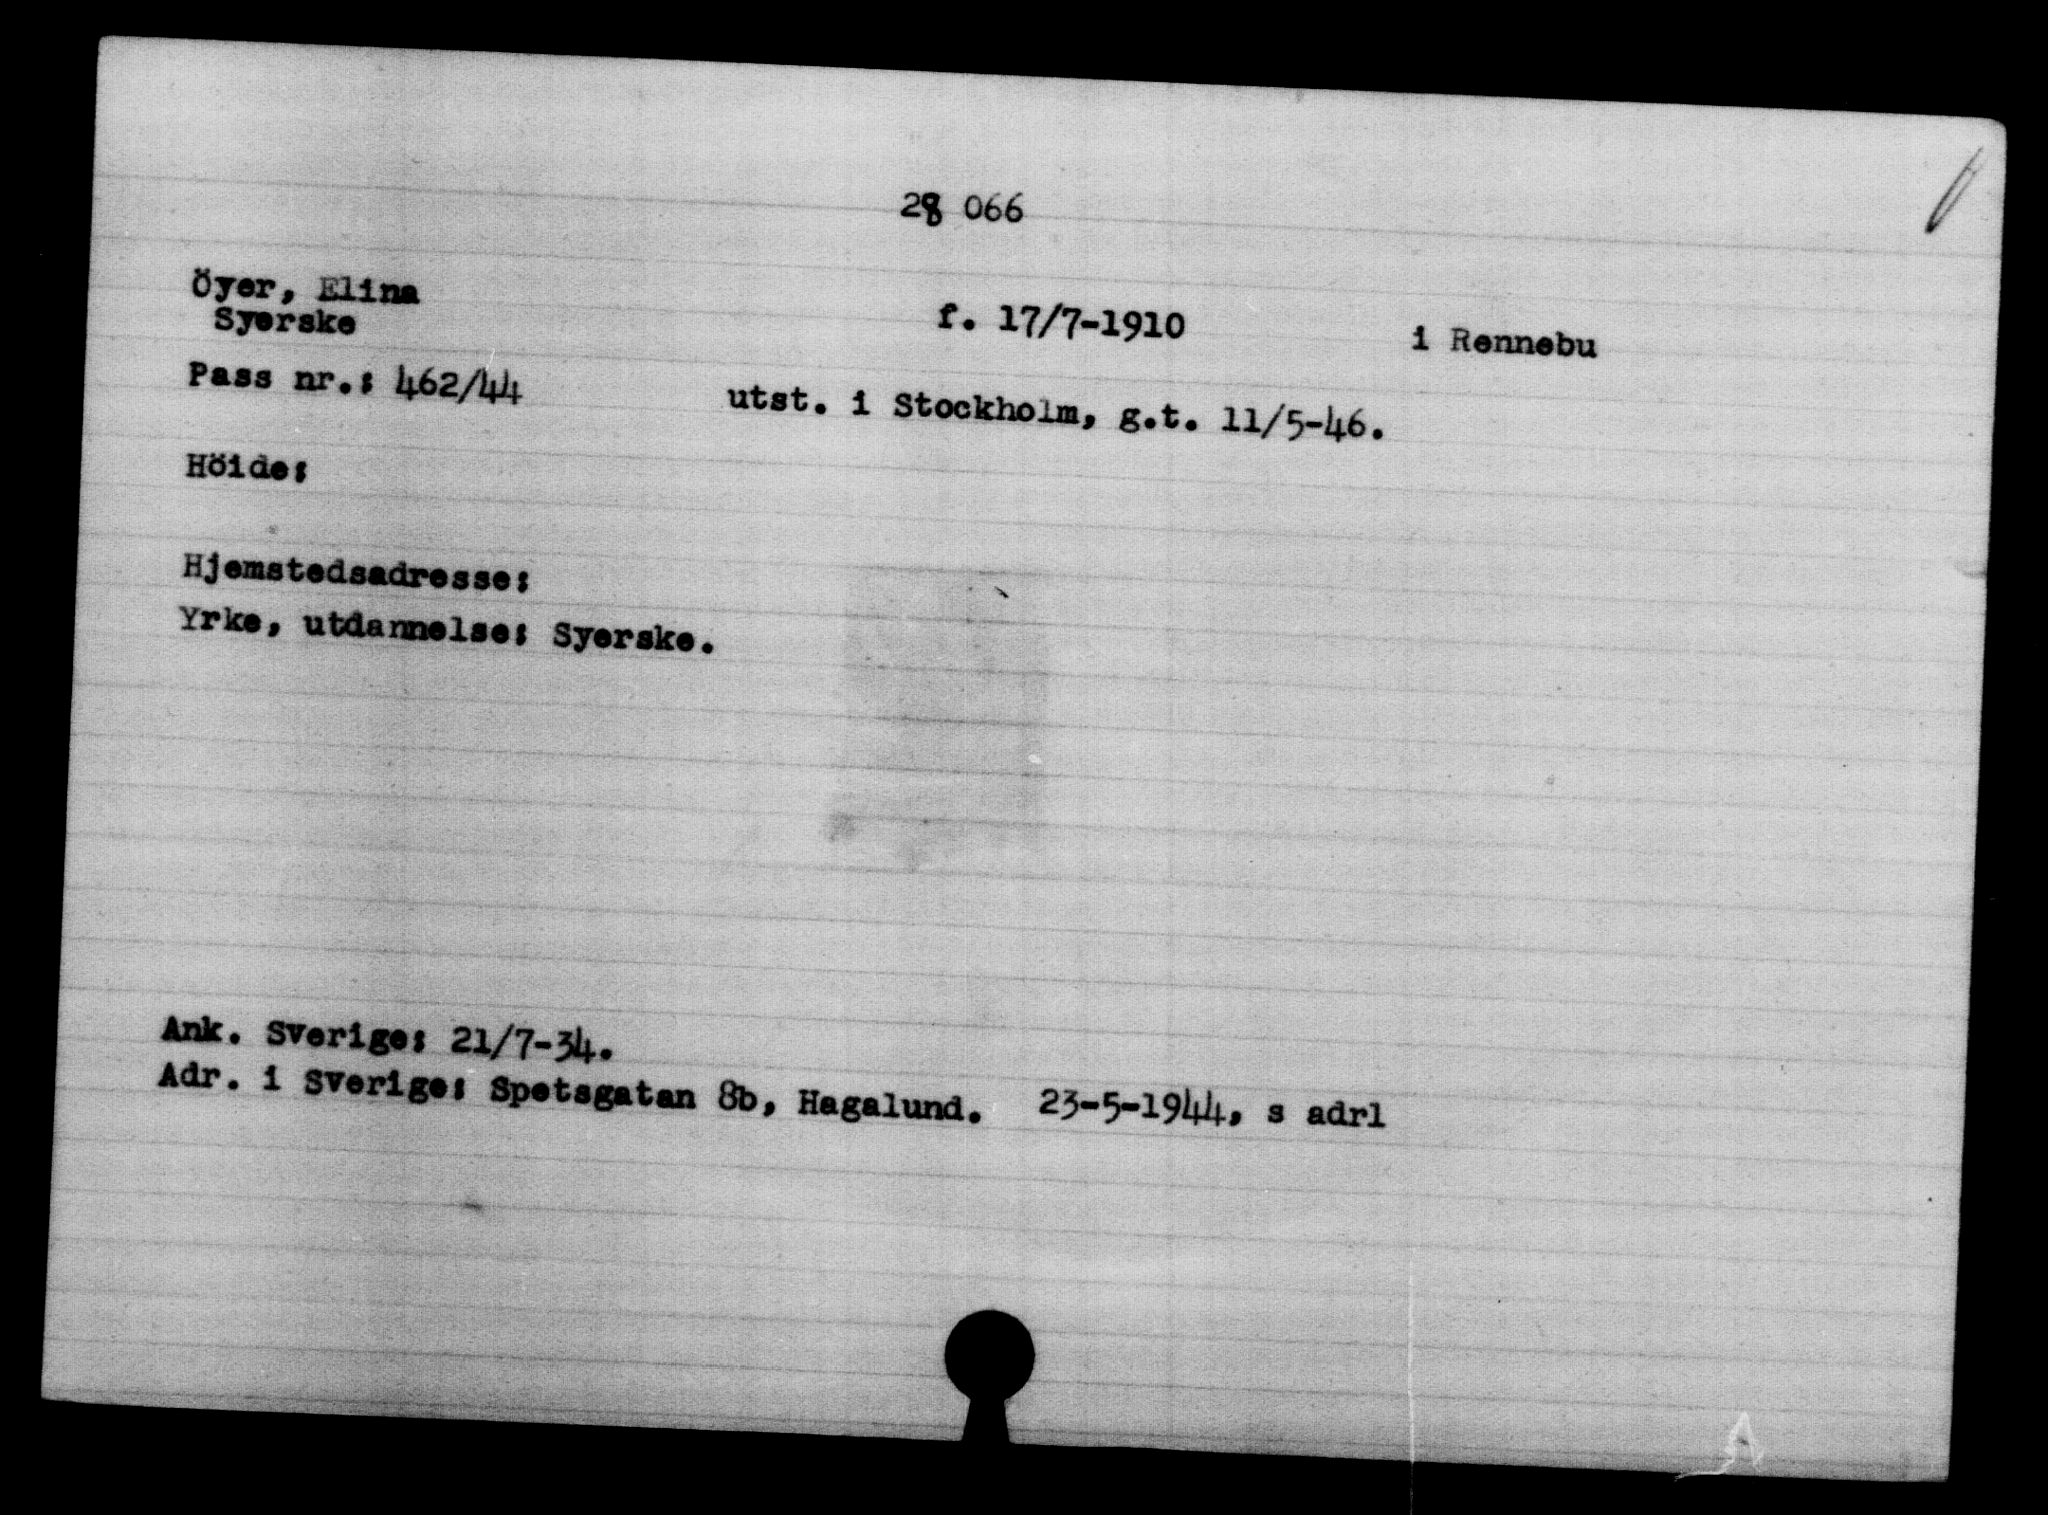 28 066
Öyer, Elina
Syerske
f. 17/7-1910 i Rennebu
Pass nr.: 462/44 utst. i Stockholm, g.t. 11/5-46.
Höide:
Hjemstedsadresse:
Yrke, utdannelse: Syerske.
Ank. Sverige: 21/7-34.
Adr. i Sverige: Spetsgatan 8b, Hagalund. 23-5-1944, s adrl
A